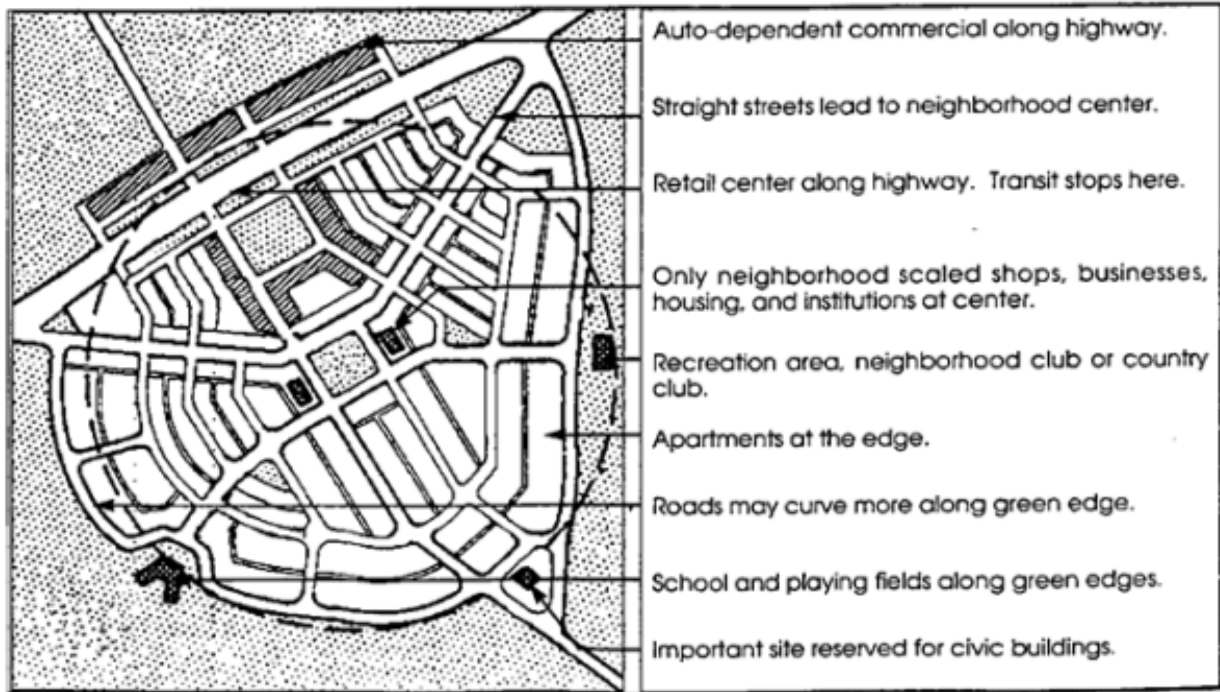 Auto-dependent commercial along highway.
Straight streets lead to neighborhood center.
Retail center along highway. Transit stops here.
Only neighborhood scaled shops, businesses,
housing, and institutions at center.
Recreation area, neighborhood club or country
club.
Apartments at the edge.
Roads may curve more along green edge.
School and playing fields along green edges.
Important site reserved for civic buildings.